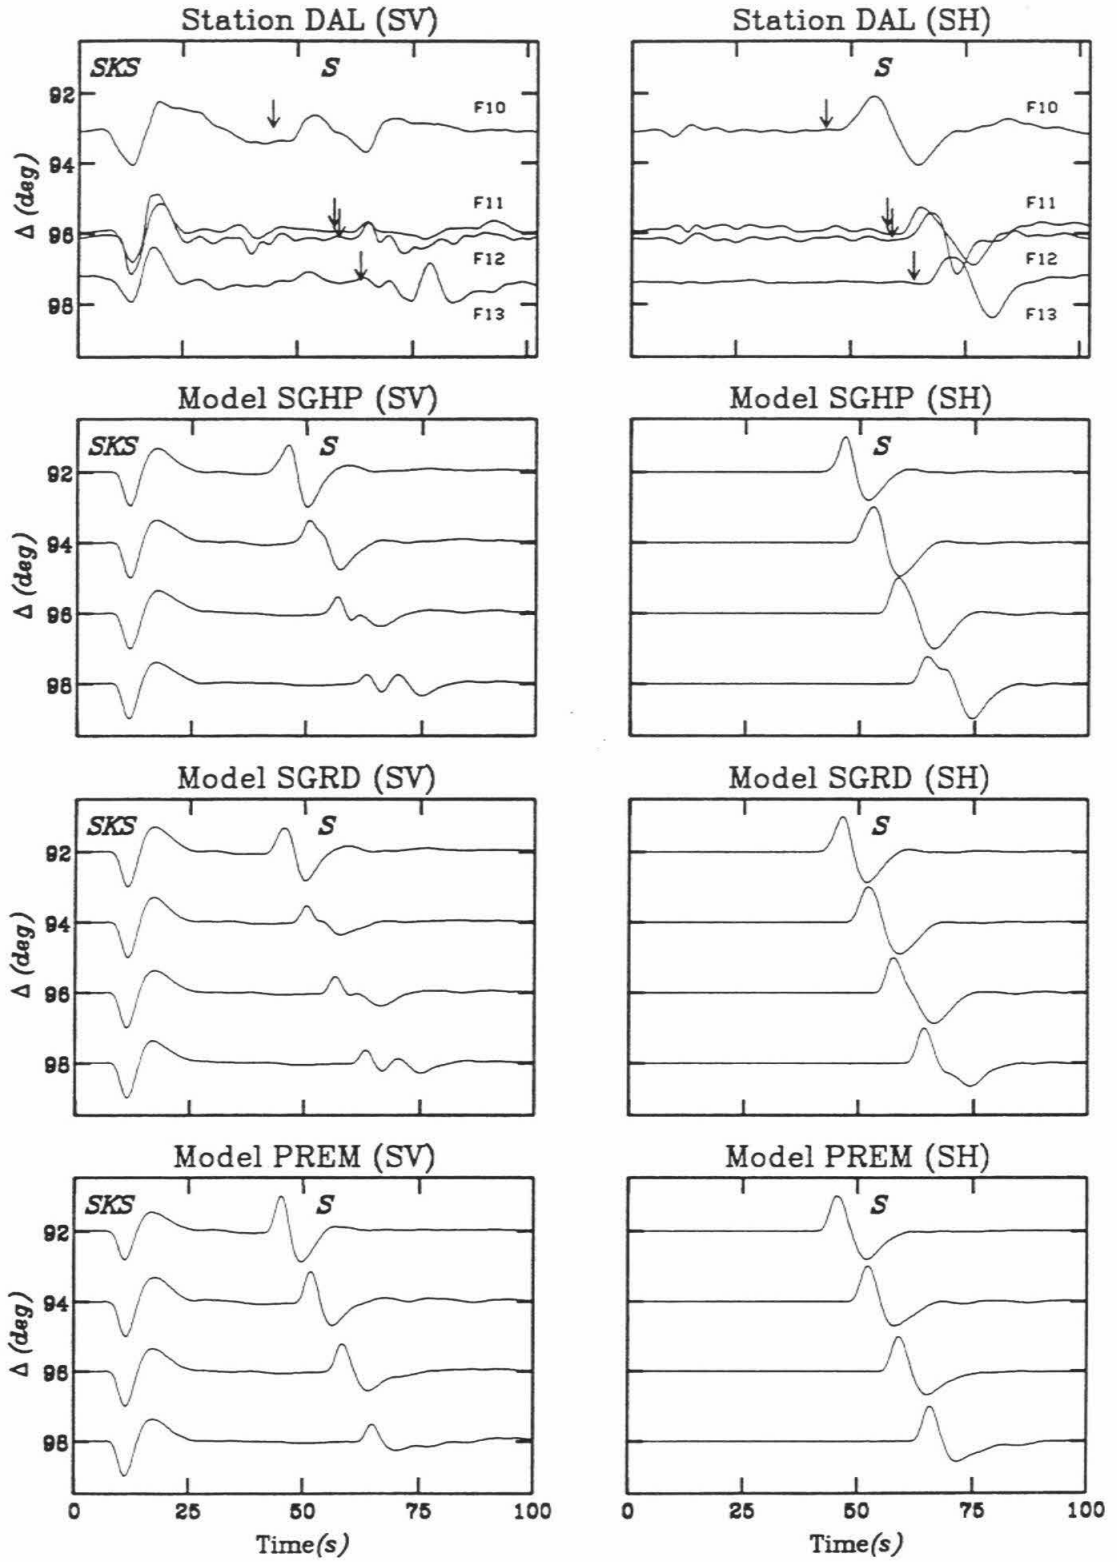 Station DAL (SV)
SKS
S
92
94
96
98
F10
F11
F12
F13
Δ (deg)
Station DAL (SH)
S
F10
F11
F12
F13
Model SGHP (SV)
SKS
S
92
94
96
98
Δ (deg)
Model SGHP (SH)
S
Model SGRD (SV)
SKS
S
92
94
96
98
Δ (deg)
Model SGRD (SH)
S
Model PREM (SV)
SKS
S
92
94
96
98
Δ (deg)
0 25 50 75 100
Time(s)
Model PREM (SH)
S
0 25 50 75 100
Time(s)